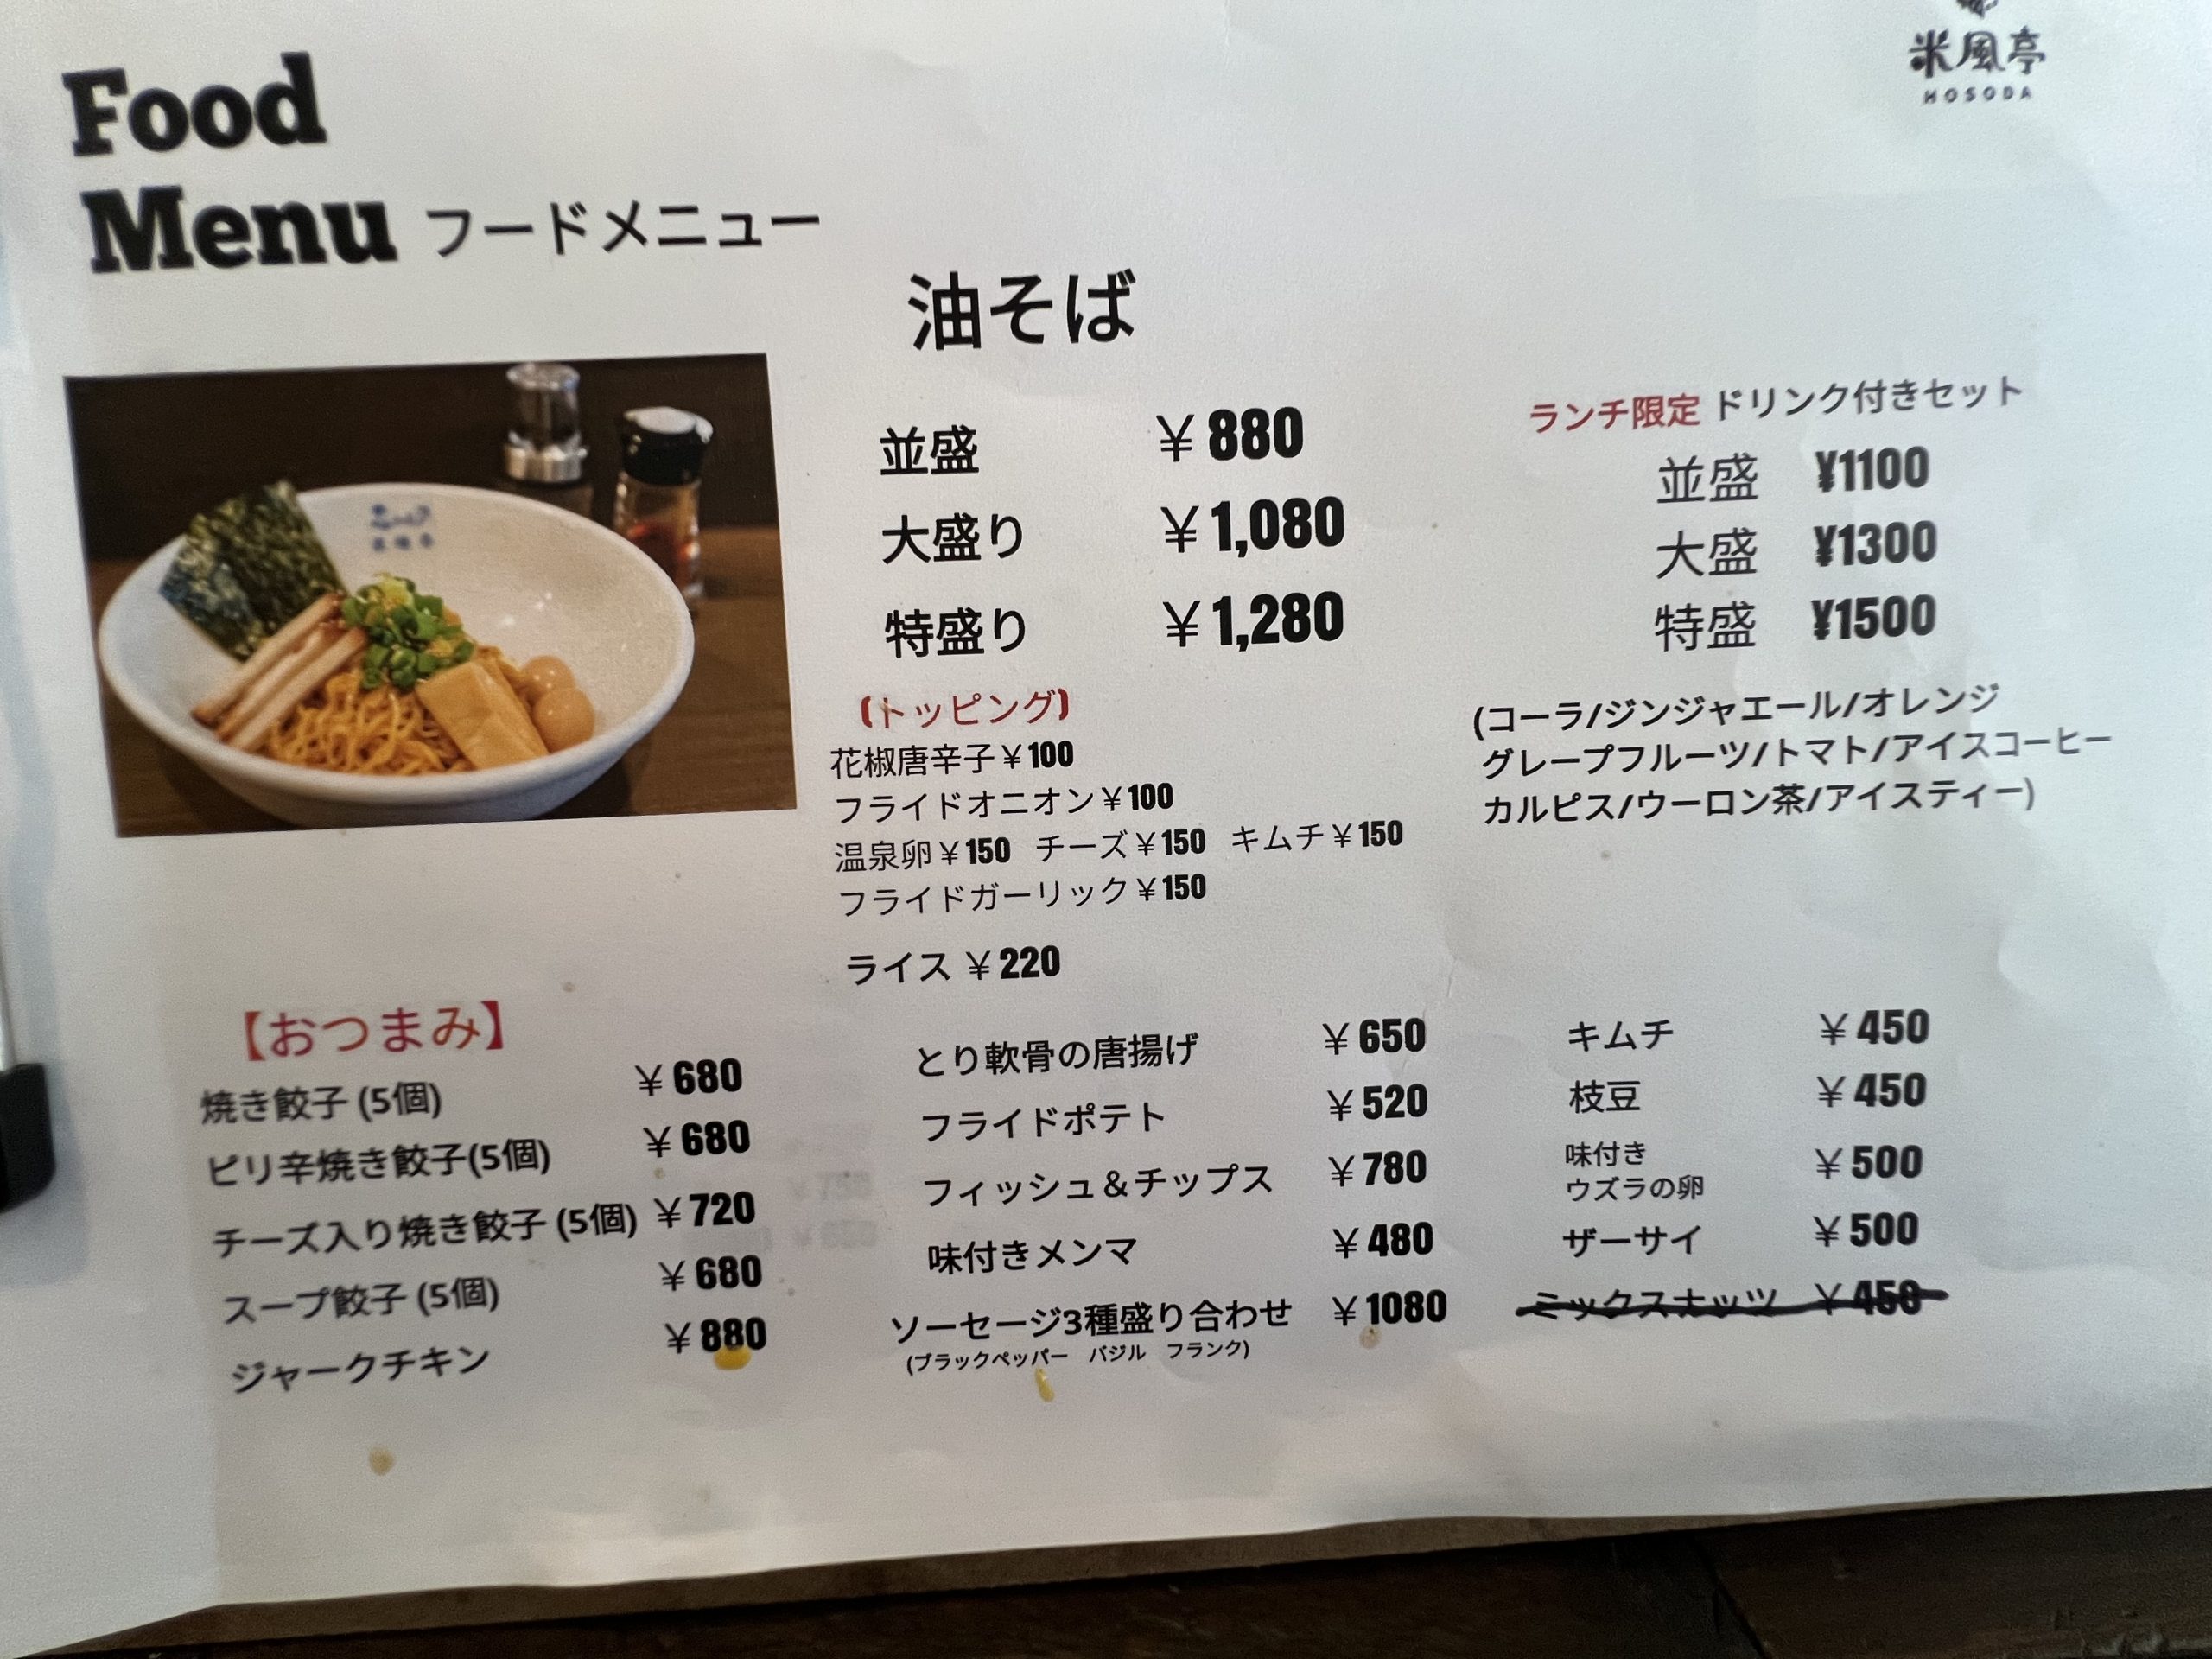 米風亭
HOSODA
Food
Menu フードメニュー
油そば
並盛 ￥880
大盛り ￥1,080
特盛り ￥1,280
(トッピング)
花椒唐辛子￥100
フライドオニオン￥100
温泉卵￥150 チーズ￥150 キムチ￥150
フライドガーリック￥150
ライス ￥220
ランチ限定 ドリンク付きセット
並盛 ¥1100
大盛 ¥1300
特盛 ¥1500
(コーラ/ジンジャエール/オレンジ
グレープフルーツ/トマト/アイスコーヒー
カルピス/ウーロン茶/アイスティー)
【おつまみ】
焼き餃子 (5個) ￥680
ピリ辛焼き餃子(5個) ￥680
チーズ入り焼き餃子 (5個) ￥720
スープ餃子 (5個) ￥680
ジャークチキン ￥880
とり軟骨の唐揚げ ￥650
フライドポテト ￥520
フィッシュ＆チップス ￥780
味付きメンマ ￥480
ソーセージ3種盛り合わせ ￥1080
(ブラックペッパー バジル フランク)
キムチ ￥450
枝豆 ￥450
味付き
ウズラの卵 ￥500
ザーサイ ￥500
ミックスナッツ ￥450